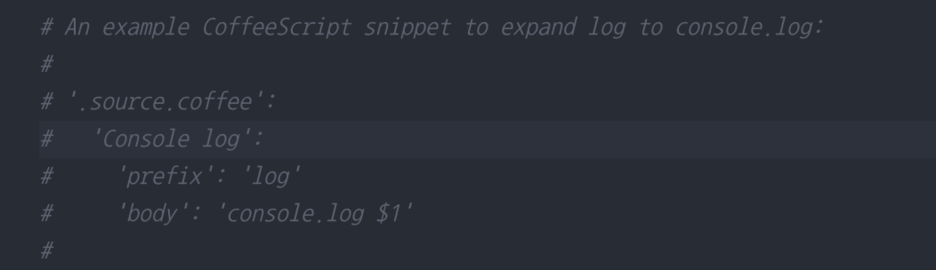 # An example CoffeeScript snippet to expand log to console.log:
#
# '.source.coffee':
#   'Console log':
#     'prefix': 'log'
#     'body': 'console.log $1'
#